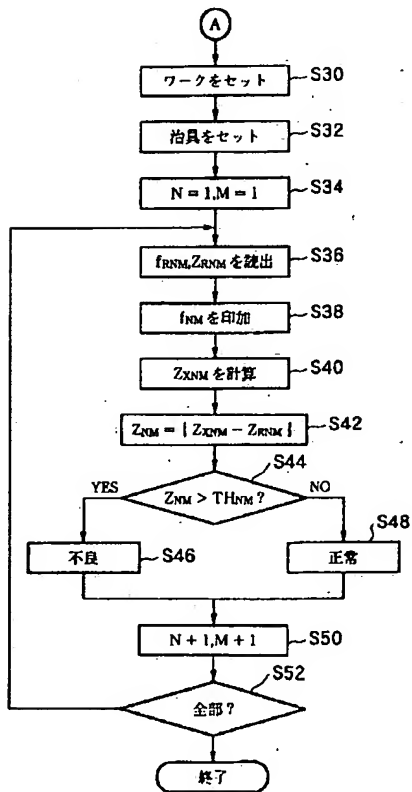 A
ワークをセット
S30
治具をセット
S32
N = 1,M = 1
S34
fRNM,ZRNM を読出
S36
fNM を印加
S38
ZXNM を計算
S40
ZNM = { ZXNM − ZRNM }
S42
S44
YES
ZNM > THNM ?
NO
不良
S46
正常
S48
N + 1,M + 1
S50
S52
全部 ?
終了